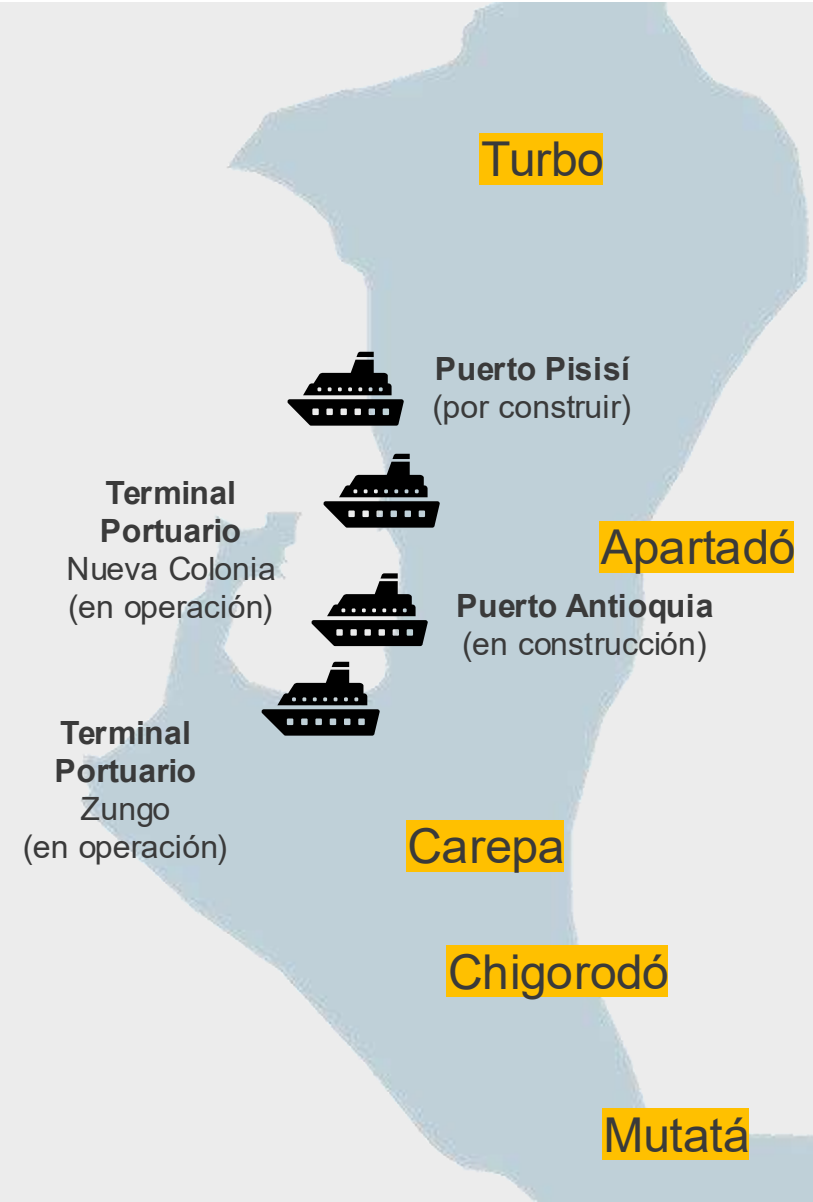 Turbo
Puerto Pisisí
(por construir)
Terminal
Portuario
Nueva Colonia
(en operación)
Apartadó
Puerto Antioquia
(en construcción)
Terminal
Portuario
Zungo
(en operación)
Carepa
Chigorodó
Mutatá